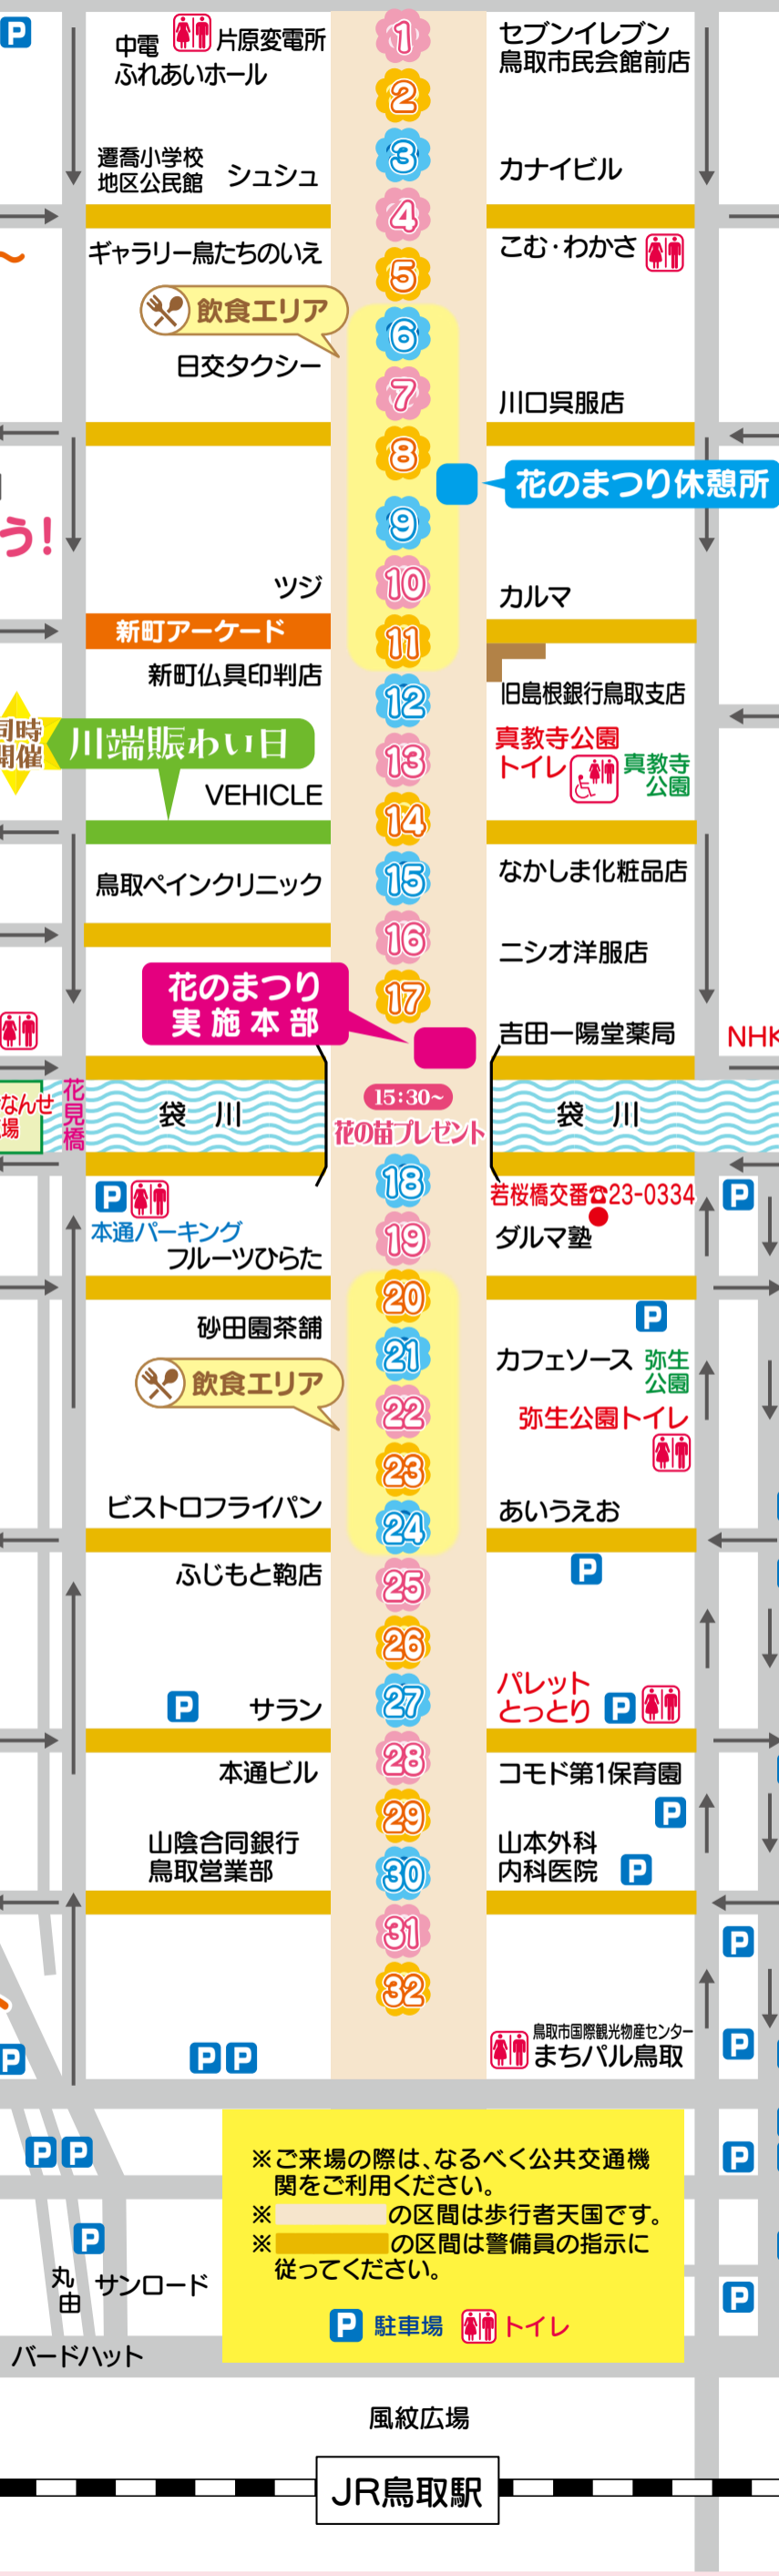 P
中電
片原変電所
ふれあいホール
1
セブンイレブン
鳥取市民会館前店
2
遷喬小学校
地区公民館
シュシュ
3
カナイビル
4
ギャラリー鳥たちのいえ
こむ・わかさ
5
飲食エリア
6
日交タクシー
7
川口呉服店
8
花のまつり休憩所
う!
9
ツジ
10
カルマ
新町アーケード
11
新町仏具印判店
12
旧島根銀行鳥取支店
同時
開催
川端賑わい日
13
真教寺公園
トイレ
真教寺
公園
VEHICLE
14
鳥取ペインクリニック
15
なかしま化粧品店
16
ニシオ洋服店
花のまつり
実施本部
17
吉田一陽堂薬局
NHK
なんせ
場
花見橋
袋 川
15:30~
花の苗プレゼント
袋 川
18
若桜橋交番☎23-0334
P
P
本通パーキング
フルーツひらた
19
ダルマ塾
20
P
砂田園茶舗
21
カフェソース
弥生
公園
飲食エリア
22
弥生公園トイレ
23
ビストロフライパン
24
あいうえお
ふじもと鞄店
25
P
26
P
サラン
27
パレット
とっとり
P
本通ビル
28
コモド第1保育園
29
P
山陰合同銀行
鳥取営業部
30
山本外科
内科医院
P
31
P
32
P
P P
鳥取市国際観光物産センター
まちパル鳥取
P
P P
P
※ご来場の際は、なるべく公共交通機
関をご利用ください。
※ の区間は歩行者天国です。
※ の区間は警備員の指示に
従ってください。
P 駐車場 トイレ
P
丸由
サンロード
P
バードハット
風紋広場
JR鳥取駅